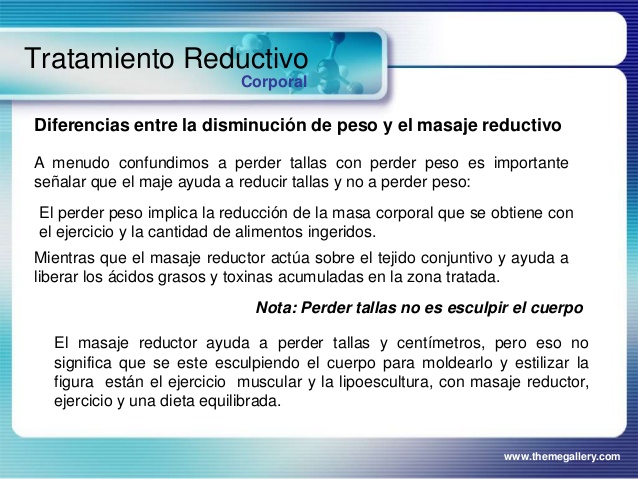 Tratamiento Reductivo
Corporal
Diferencias entre la disminución de peso y el masaje reductivo
A menudo confundimos a perder tallas con perder peso es importante
señalar que el maje ayuda a reducir tallas y no a perder peso:
El perder peso implica la reducción de la masa corporal que se obtiene con
el ejercicio y la cantidad de alimentos ingeridos.
Mientras que el masaje reductor actúa sobre el tejido conjuntivo y ayuda a
liberar los ácidos grasos y toxinas acumuladas en la zona tratada.
Nota: Perder tallas no es esculpir el cuerpo
El masaje reductor ayuda a perder tallas y centímetros, pero eso no
significa que se este esculpiendo el cuerpo para moldearlo y estilizar la
figura están el ejercicio muscular y la lipoescultura, con masaje reductor,
ejercicio y una dieta equilibrada.
www.themegallery.com